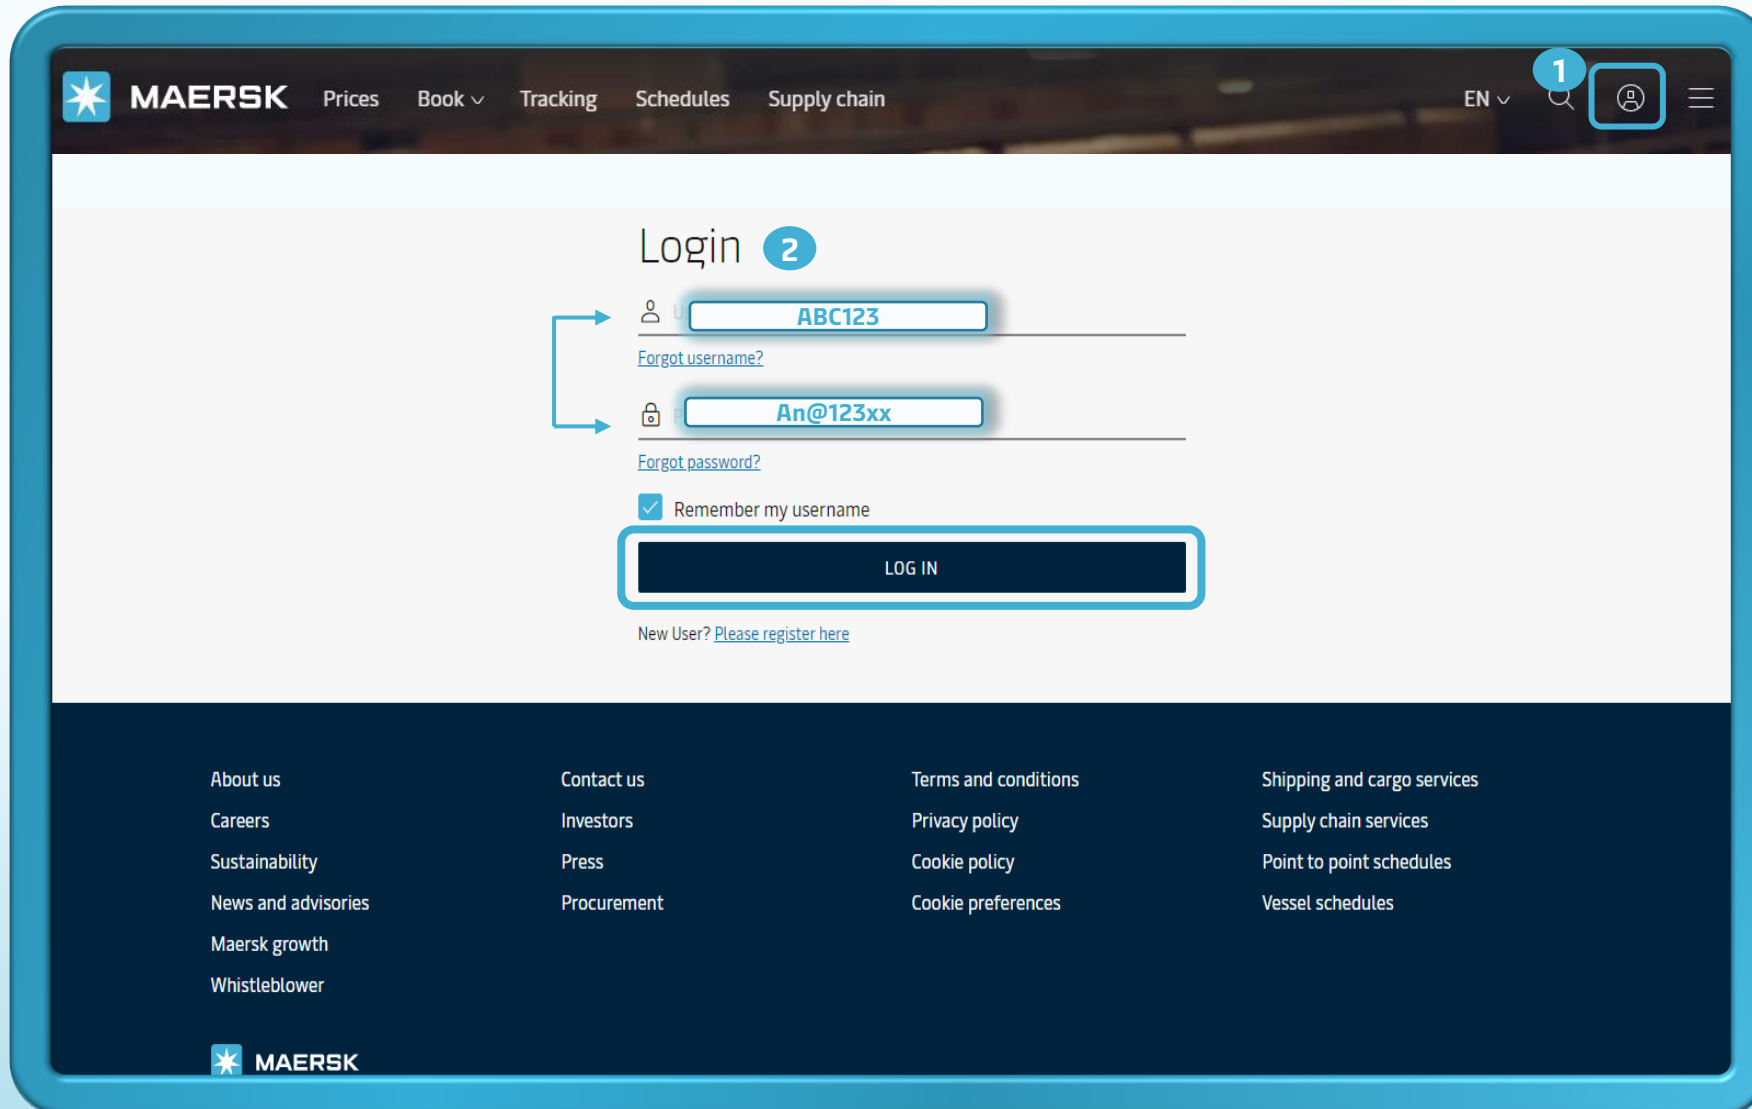 MAERSK Prices Book Tracking Schedules Supply chain EN 1
Login 2
ABC123
Forgot username?
An@123xx
Forgot password?
Remember my username
LOG IN
New User? Please register here
About us Contact us Terms and conditions Shipping and cargo services
Careers Investors Privacy policy Supply chain services
Sustainability Press Cookie policy Point to point schedules
News and advisories Procurement Cookie preferences Vessel schedules
Maersk growth
Whistleblower
MAERSK